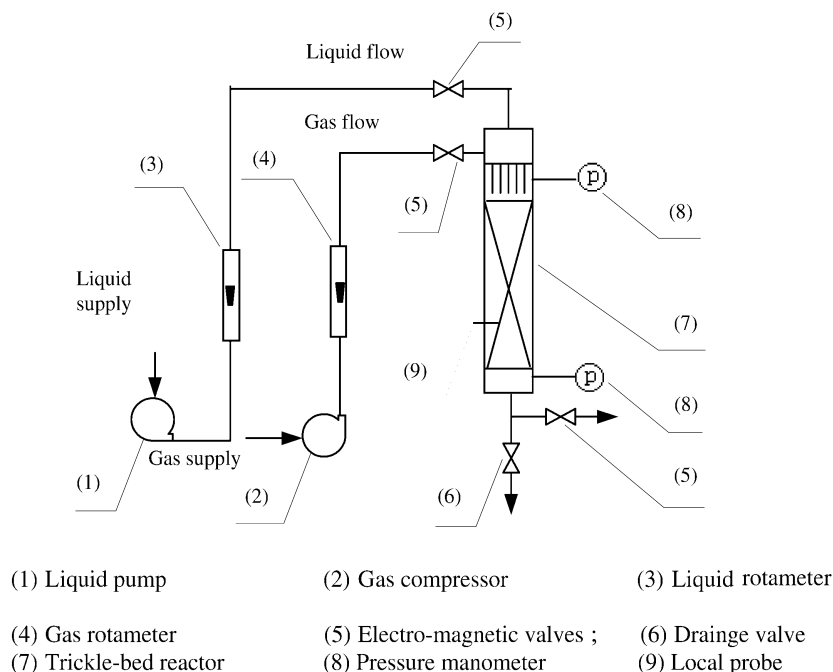 (5)
Liquid flow
Gas flow
(3)
(4)
(5)
p
(8)
Liquid
supply
(7)
(9)
p
(8)
Gas supply
(1)
(2)
(6)
(5)
(1) Liquid pump (2) Gas compressor (3) Liquid rotameter
(4) Gas rotameter (5) Electro-magnetic valves ; (6) Drainge valve
(7) Trickle-bed reactor (8) Pressure manometer (9) Local probe